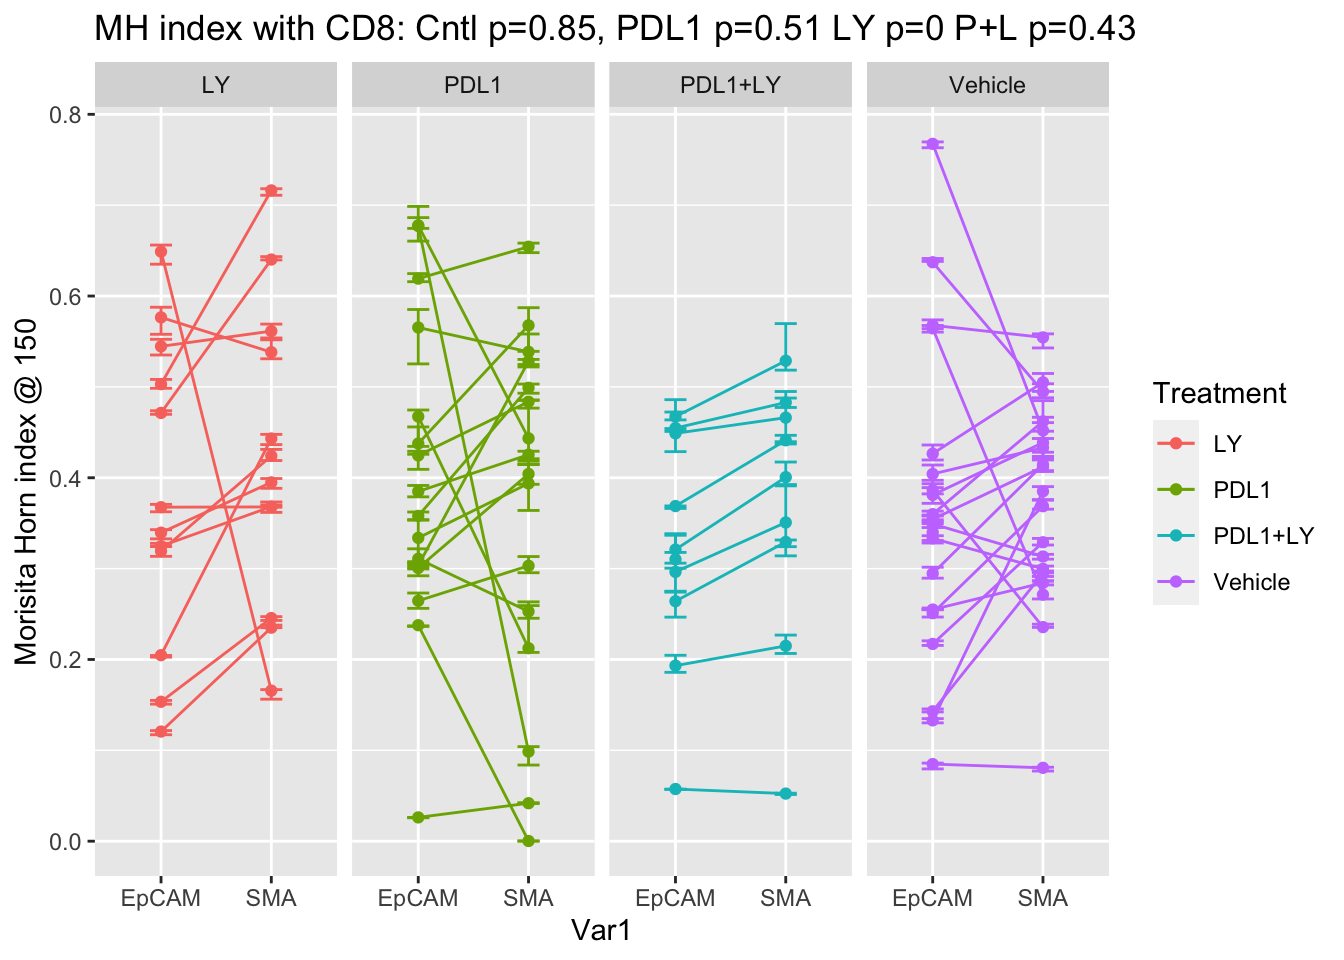 MH index with CD8: Cntl p=0.85, PDL1 p=0.51 LY p=0 P+L p=0.43
LY PDL1 PDL1+LY Vehicle
0.8
0.6
0.4
0.2
0.0
Morisita Horn index @ 150
EpCAM SMA EpCAM SMA EpCAM SMA EpCAM SMA
Var1
Treatment
LY
PDL1
PDL1+LY
Vehicle